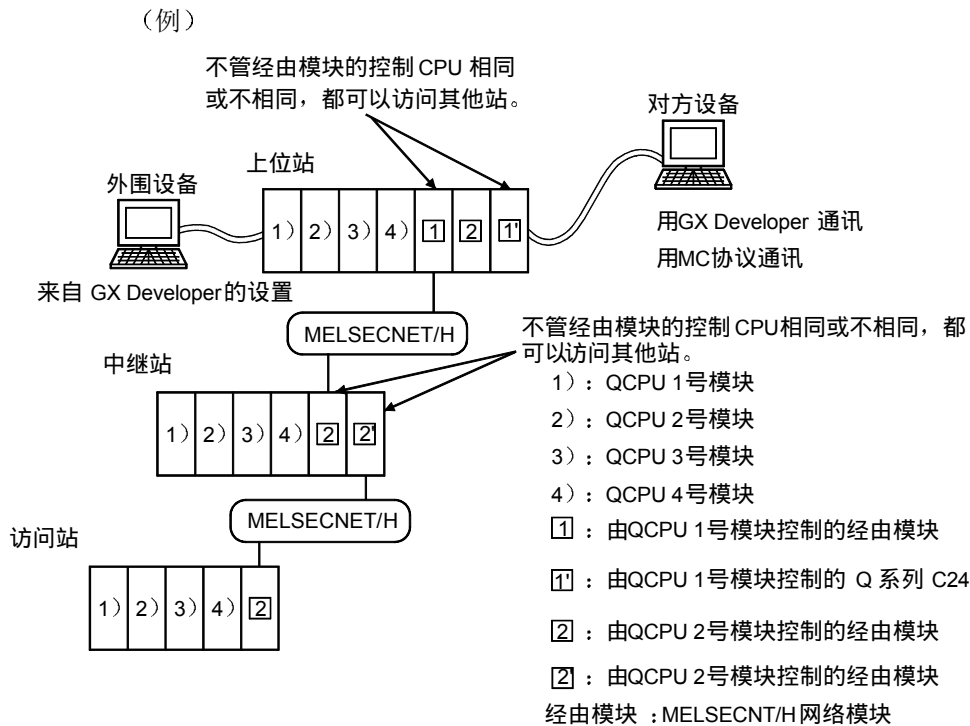 （例）
不管经由模块的控制 CPU 相同
或不相同，都可以访问其他站。
对方设备
上位站
外围设备
1） 2） 3） 4） 1 2 1'
用GX Developer 通讯
用MC协议通讯
来自 GX Developer的设置
MELSECNET/H
不管经由模块的控制 CPU相同或不相同，都
可以访问其他站。
中继站
1） 2） 3） 4） 2 2'
1）：QCPU 1号模块
2）：QCPU 2号模块
3）：QCPU 3号模块
4）：QCPU 4号模块
MELSECNET/H
访问站
1） 2） 3） 4） 2
1 ：由QCPU 1号模块控制的经由模块
1' ：由QCPU 1号模块控制的 Q 系列 C24
2 ：由QCPU 2号模块控制的经由模块
2' ：由QCPU 2号模块控制的经由模块
经由模块 ：MELSECNT/H网络模块